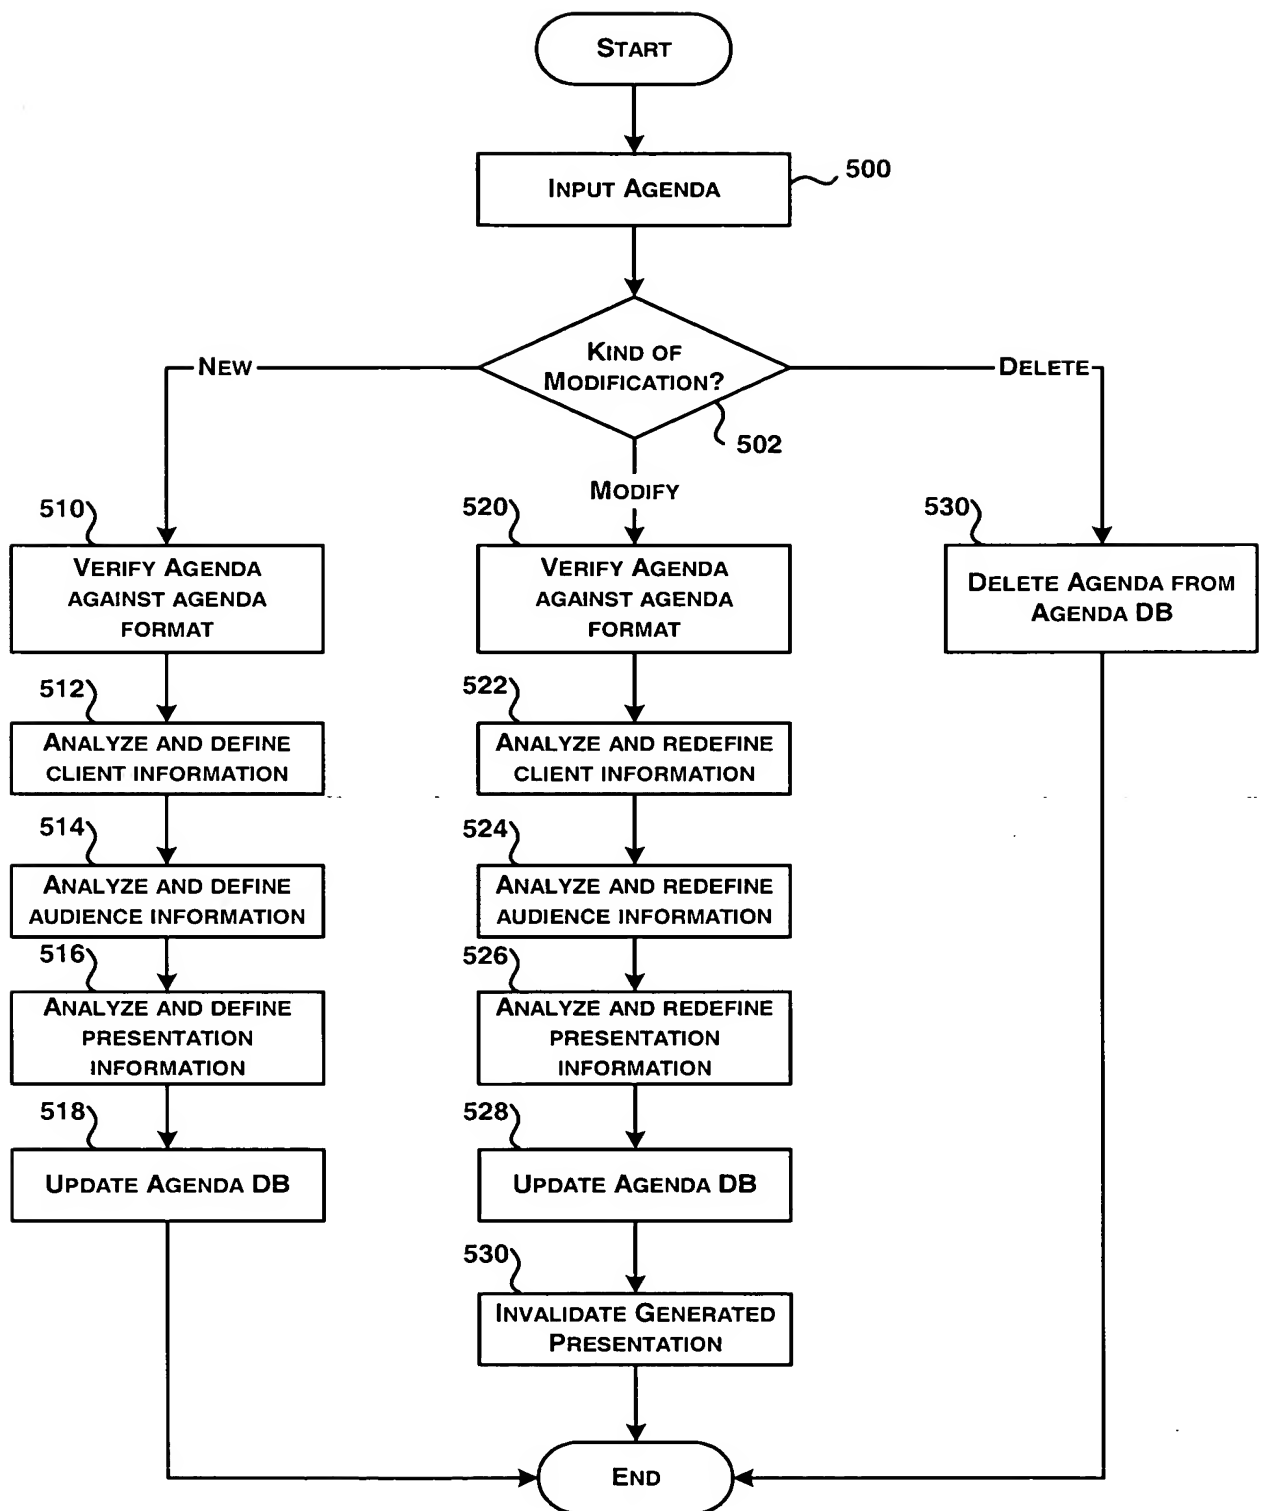 START
INPUT AGENDA
500
KIND OF
MODIFICATION?
502
NEW
MODIFY
DELETE
510
VERIFY AGENDA
AGAINST AGENDA
FORMAT
512
ANALYZE AND DEFINE
CLIENT INFORMATION
514
ANALYZE AND DEFINE
AUDIENCE INFORMATION
516
ANALYZE AND DEFINE
PRESENTATION
INFORMATION
518
UPDATE AGENDA DB
520
VERIFY AGENDA
AGAINST AGENDA
FORMAT
522
ANALYZE AND REDEFINE
CLIENT INFORMATION
524
ANALYZE AND REDEFINE
AUDIENCE INFORMATION
526
ANALYZE AND REDEFINE
PRESENTATION
INFORMATION
528
UPDATE AGENDA DB
530
INVALIDATE GENERATED
PRESENTATION
530
DELETE AGENDA FROM
AGENDA DB
END